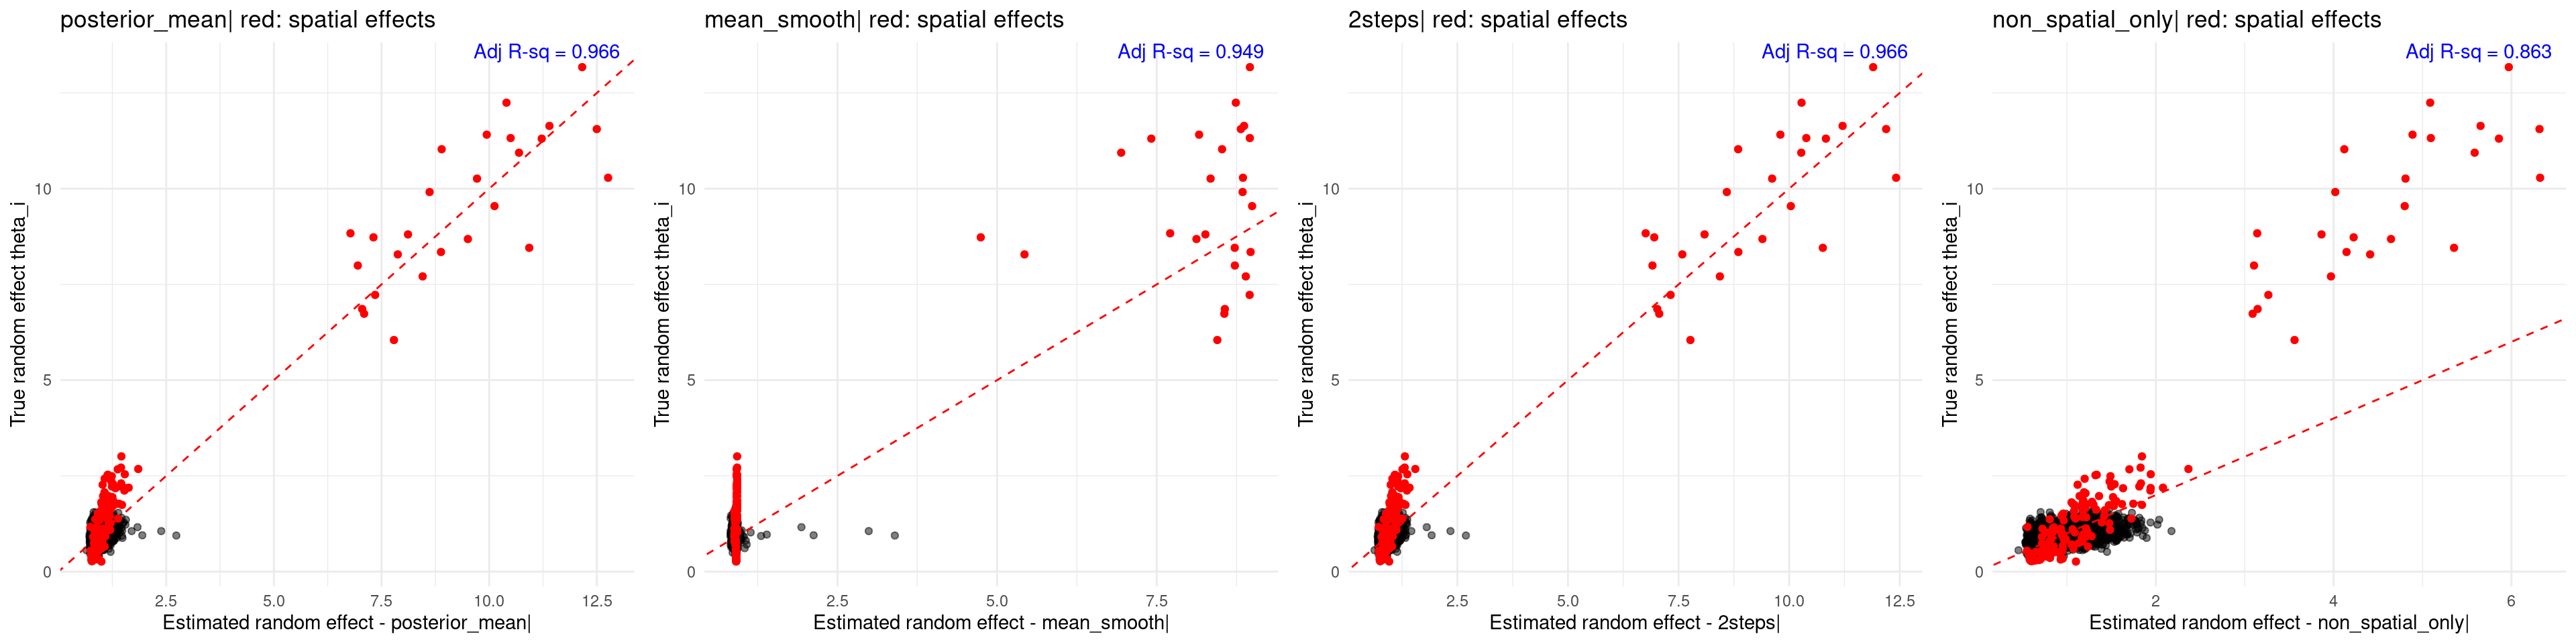 posterior_mean| red: spatial effects
Adj R-sq = 0.966
True random effect theta_i
10
5
0
2.5 5.0 7.5 10.0 12.5
Estimated random effect - posterior_mean|
mean_smooth| red: spatial effects
Adj R-sq = 0.949
True random effect theta_i
10
5
0
2.5 5.0 7.5
Estimated random effect - mean_smooth|
2steps| red: spatial effects
Adj R-sq = 0.966
True random effect theta_i
10
5
0
2.5 5.0 7.5 10.0 12.5
Estimated random effect - 2steps|
non_spatial_only| red: spatial effects
Adj R-sq = 0.863
True random effect theta_i
10
5
0
2 4 6
Estimated random effect - non_spatial_only|